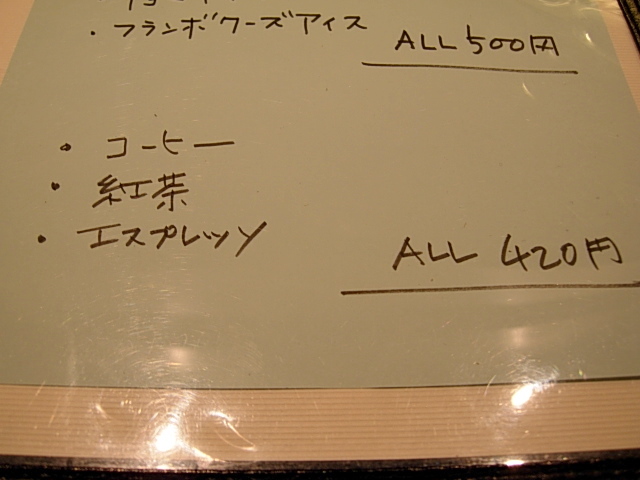 ・フランボワーズアイス
ALL 500円
・コーヒー
・紅茶
・エスプレッソ
ALL 420円